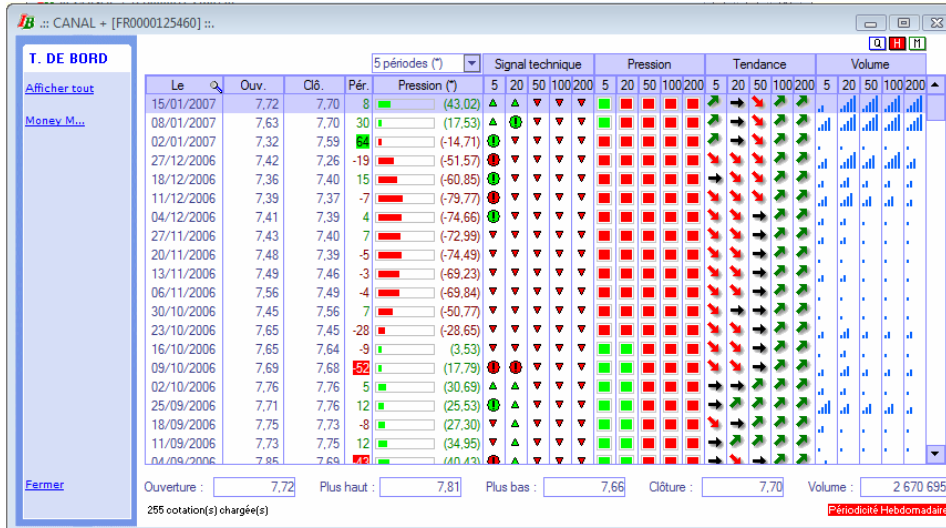 JB .:: CANAL + [FR0000125460] ::.
Q H M
T. DE BORD
Afficher tout
Money M...
Fermer
5 périodes (*) Signal technique Pression Tendance Volume
Le Ouv. Clô. Pér. Pression (*) 5 20 50 100 200 5 20 50 100 200 5 20 50 100 200 5 20 50 100 200
15/01/2007 7,72 7,70 8 (43,02)
08/01/2007 7,63 7,70 30 (17,53)
02/01/2007 7,32 7,59 64 (-14,71)
27/12/2006 7,42 7,26 -19 (-51,57)
18/12/2006 7,36 7,40 15 (-60,85)
11/12/2006 7,39 7,37 -7 (-79,77)
04/12/2006 7,41 7,39 4 (-74,66)
27/11/2006 7,43 7,40 7 (-72,99)
20/11/2006 7,48 7,39 -5 (-74,49)
13/11/2006 7,49 7,46 -3 (-69,23)
06/11/2006 7,56 7,49 -4 (-69,84)
30/10/2006 7,45 7,56 7 (-50,77)
23/10/2006 7,65 7,45 -28 (-28,65)
16/10/2006 7,65 7,64 -9 (3,53)
09/10/2006 7,69 7,68 -52 (17,79)
02/10/2006 7,76 7,76 5 (30,69)
25/09/2006 7,71 7,76 12 (25,53)
18/09/2006 7,75 7,73 -8 (27,30)
11/09/2006 7,73 7,75 12 (34,95)
04/09/2006 7,85 7,69 -43 (40,43)
Ouverture : 7,72 Plus haut : 7,81 Plus bas : 7,66 Clôture : 7,70 Volume : 2 670 695
255 cotation(s) chargée(s) Périodicité Hebdomadaire